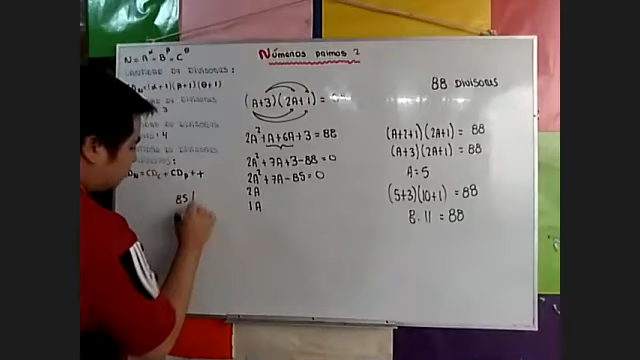 Números primos 2
N=A^α=B^β=C^θ
CANTIDAD DE DIVISORES:
CD_N=(α+1)(β+1)(θ+1)
3
4
CD_N=CD_C+CD_P++
85
(A+3)(2A+1)=
2A²+A+6A+3=88
2A²+7A+3-88=0
2A²+7A-85=0
2A
1A
88 DIVISORES
(A+2+1)(2A+1)=88
(A+3)(2A+1)=88
A=5
(5+3)(10+1)=88
8·11=88